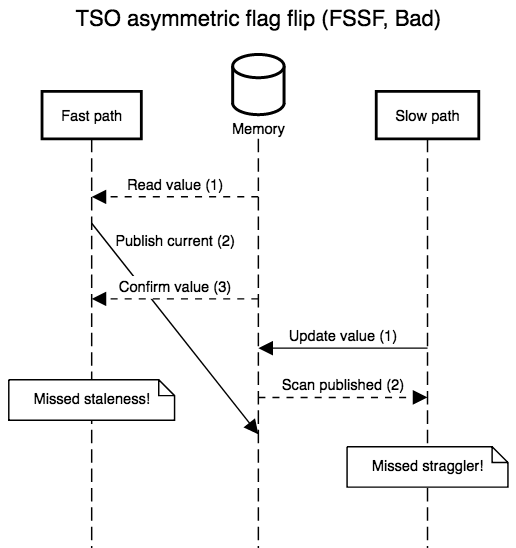 TSO asymmetric flag flip (FSSF, Bad)
Fast path
Memory
Slow path
Read value (1)
Publish current (2)
Confirm value (3)
Update value (1)
Scan published (2)
Missed staleness!
Missed straggler!